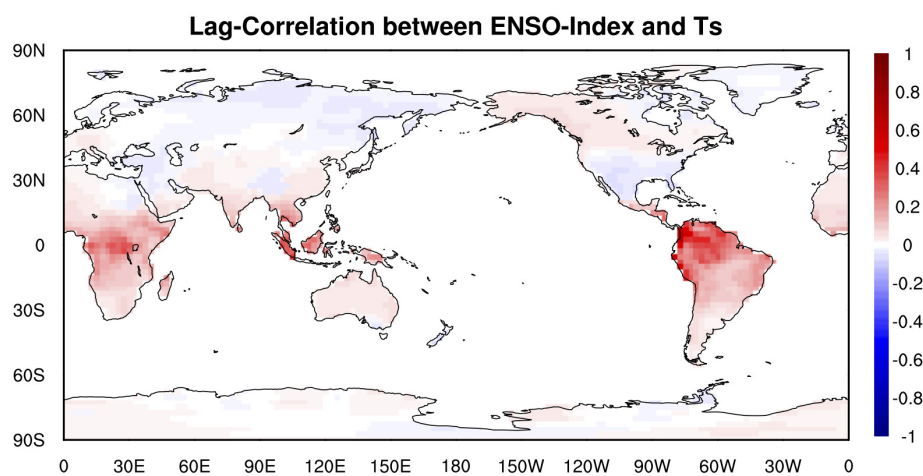 Lag-Correlation between ENSO-Index and Ts
90N
60N
30N
0
30S
60S
90S
0 30E 60E 90E 120E 150E 180 150W 120W 90W 60W 30W 0
1
0.8
0.6
0.4
0.2
0
-0.2
-0.4
-0.6
-0.8
-1